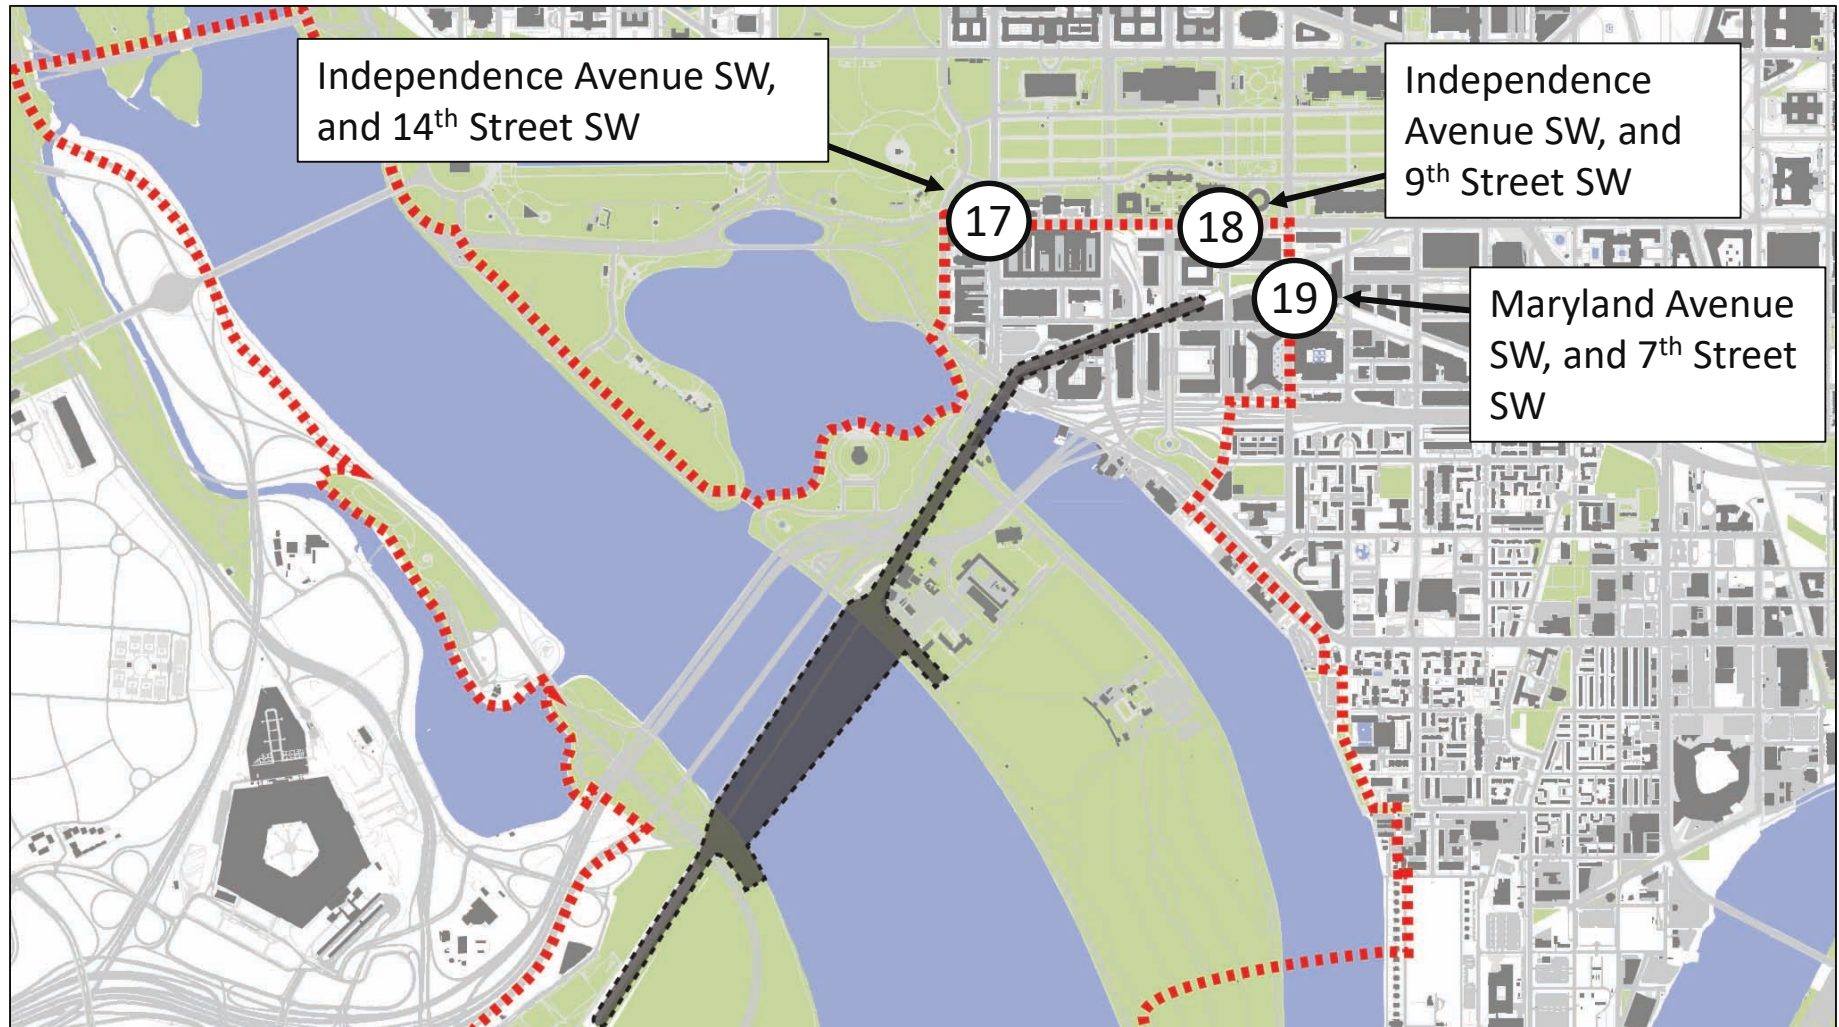 Independence Avenue SW,
and 14th Street SW
Independence
Avenue SW, and
9th Street SW
17
18
19
Maryland Avenue
SW, and 7th Street
SW